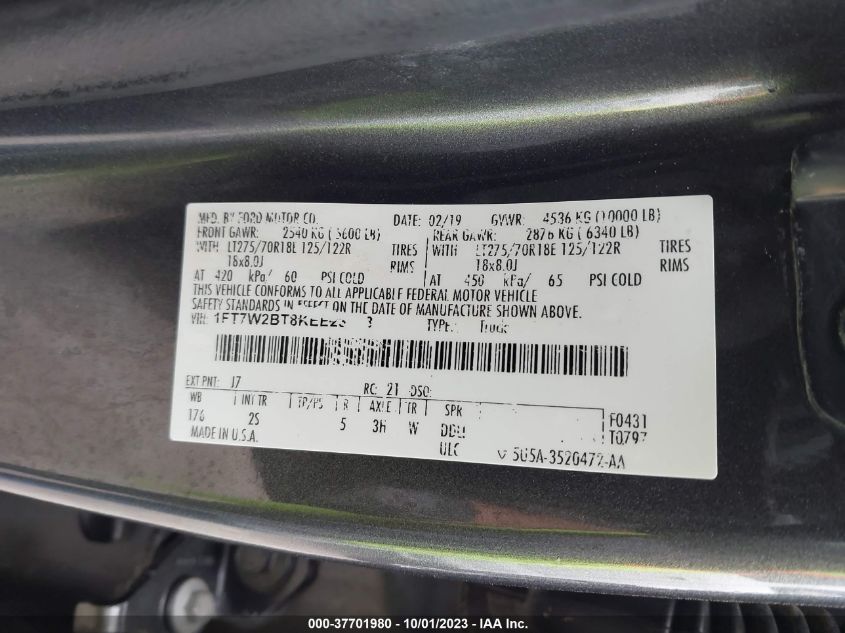 MFD. BY FORD MOTOR CO. DATE: 02/19 GVWR: 4536 KG (10000 LB)
FRONT GAWR: 2540 KG (5600 LB) REAR GAWR: 2876 KG (6340 LB)
WITH LT275/70R18E 125/122R TIRES WITH LT275/70R18E 125/122R TIRES
18x8.0J RIMS 18x8.0J RIMS
AT 420 kPa/ 60 PSI COLD AT 450 kPa/ 65 PSI COLD
THIS VEHICLE CONFORMS TO ALL APPLICABLE FEDERAL MOTOR VEHICLE
SAFETY STANDARDS IN EFFECT ON THE DATE OF MANUFACTURE SHOWN ABOVE.
VIN: TYPE: Truck
EXT PNT: J7 RC: 21 DSO:
WB INT TR TP/PS R AXLE TR SPR F0431
176 2S 5 3H W DDU T0797
MADE IN U.S.A. ULC 5U5A-3520472-AA
000-37701980 - 10/01/2023 - IAA Inc.